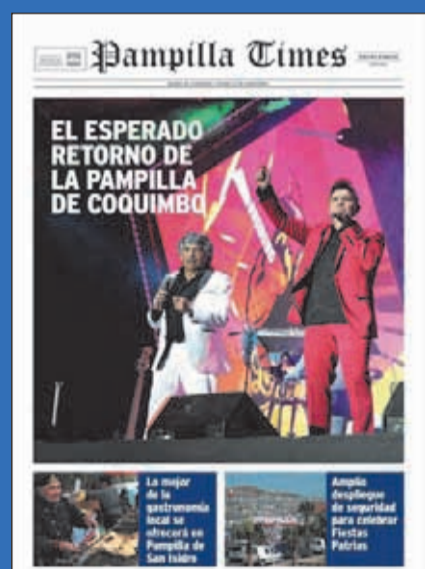 Pampilla Times
EL ESPERADO
RETORNO DE
LA PAMPILLA
DE COQUIMBO
Lo mejor
de la
gastronomía
local se
ofrecerá en
Pampilla de
San Isidro
Amplio
despliegue
de seguridad
para celebrar
Fiestas
Patrias